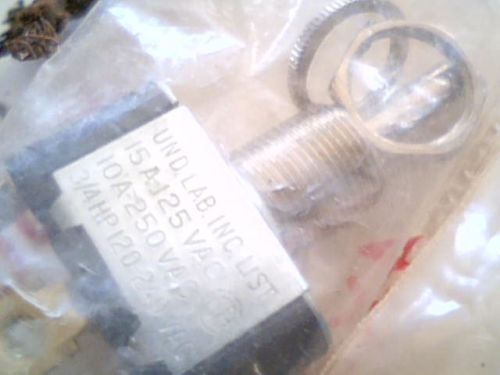 UND. LAB. INC. LIST
15A-125 VAC
10A-250 VAC
3/4HP 120 240 VAC